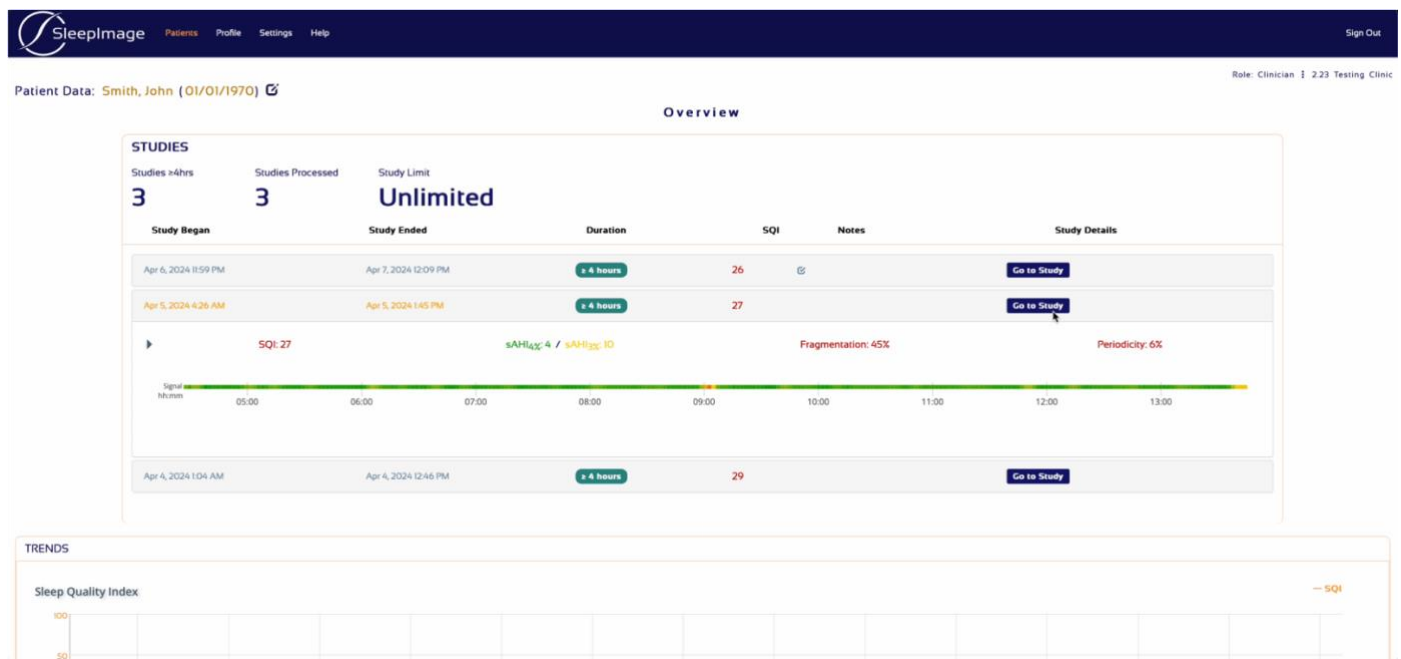 SleepImage Patients Profile Settings Help Sign Out
Role: Clinician 2.23 Testing Clinic
Patient Data: Smith, John (01/01/1970)
Overview
STUDIES
Studies ≥4hrs Studies Processed Study Limit
3 3 Unlimited
Study Began Study Ended Duration SQI Notes Study Details
Apr 6, 2024 11:59 PM Apr 7, 2024 12:09 PM ≥ 4 hours 26 Go to Study
Apr 5, 2024 4:26 AM Apr 5, 2024 1:45 PM ≥ 4 hours 27 Go to Study
SQI: 27 sAHI4%: 4 / sAHI3%: 10 Fragmentation: 45% Periodicity: 6%
Signal
hh:mm 05:00 06:00 07:00 08:00 09:00 10:00 11:00 12:00 13:00
Apr 4, 2024 1:04 AM Apr 4, 2024 12:46 PM ≥ 4 hours 29 Go to Study
TRENDS
Sleep Quality Index SQI
100
50